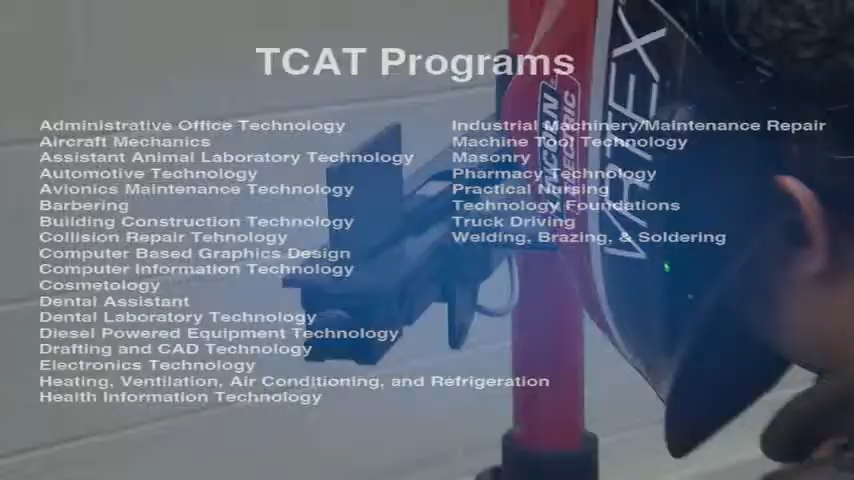 TCAT Programs
Administrative Office Technology
Aircraft Mechanics
Assistant Animal Laboratory Technology
Automotive Technology
Avionics Maintenance Technology
Barbering
Building Construction Technology
Collision Repair Tehnology
Computer Based Graphics Design
Computer Information Technology
Cosmetology
Dental Assistant
Dental Laboratory Technology
Diesel Powered Equipment Technology
Drafting and CAD Technology
Electronics Technology
Heating, Ventilation, Air Conditioning, and Refrigeration
Health Information Technology
Industrial Machinery/Maintenance Repair
Machine Tool Technology
Masonry
Pharmacy Technology
Practical Nursing
Technology Foundations
Truck Driving
Welding, Brazing, & Soldering
LINCOLN
ELECTRIC
VRTEX